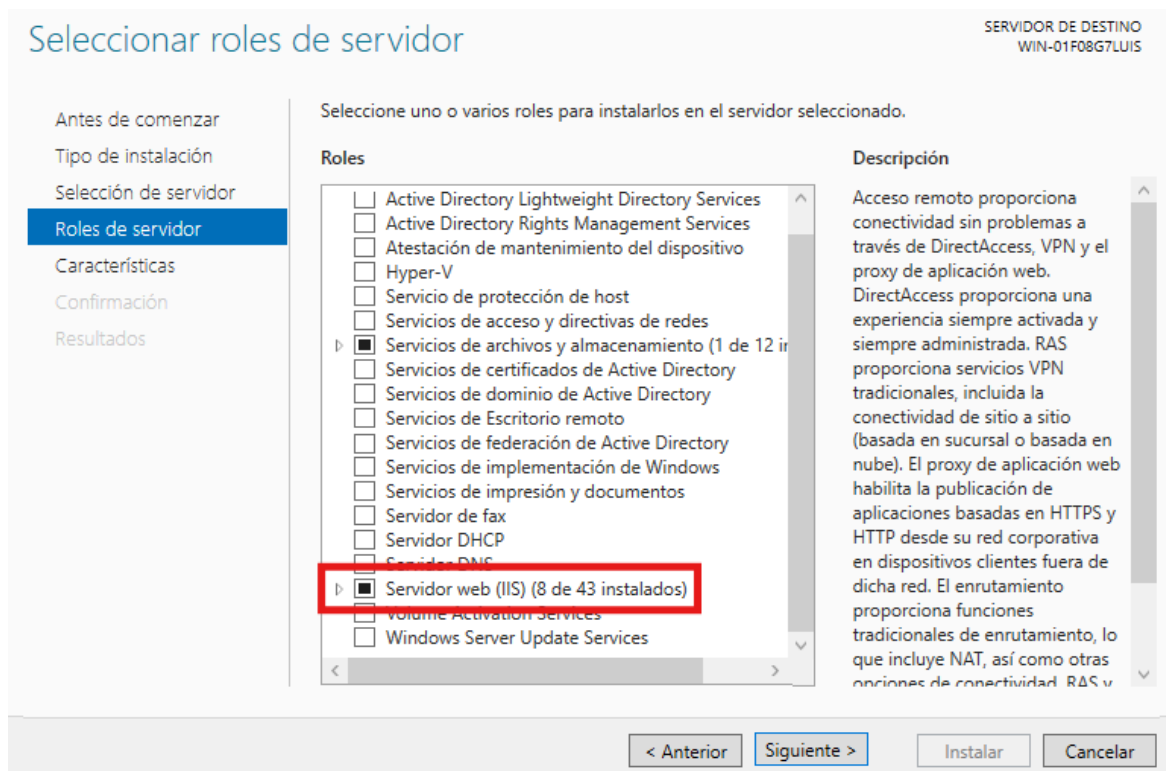 Seleccionar roles de servidor
SERVIDOR DE DESTINO
WIN-01F08G7LUIS
Antes de comenzar
Tipo de instalación
Selección de servidor
Roles de servidor
Características
Confirmación
Resultados
Seleccione uno o varios roles para instalarlos en el servidor seleccionado.
Roles
Active Directory Lightweight Directory Services
Active Directory Rights Management Services
Atestación de mantenimiento del dispositivo
Hyper-V
Servicio de protección de host
Servicios de acceso y directivas de redes
Servicios de archivos y almacenamiento (1 de 12 in
Servicios de certificados de Active Directory
Servicios de dominio de Active Directory
Servicios de Escritorio remoto
Servicios de federación de Active Directory
Servicios de implementación de Windows
Servicios de impresión y documentos
Servidor de fax
Servidor DHCP
Servidor DNS
Servidor web (IIS) (8 de 43 instalados)
Volume Activation Services
Windows Server Update Services
Descripción
Acceso remoto proporciona
conectividad sin problemas a
través de DirectAccess, VPN y el
proxy de aplicación web.
DirectAccess proporciona una
experiencia siempre activada y
siempre administrada. RAS
proporciona servicios VPN
tradicionales, incluida la
conectividad de sitio a sitio
(basada en sucursal o basada en
nube). El proxy de aplicación web
habilita la publicación de
aplicaciones basadas en HTTPS y
HTTP desde su red corporativa
en dispositivos clientes fuera de
dicha red. El enrutamiento
proporciona funciones
tradicionales de enrutamiento, lo
que incluye NAT, así como otras
opciones de conectividad. RAS y
< Anterior
Siguiente >
Instalar
Cancelar